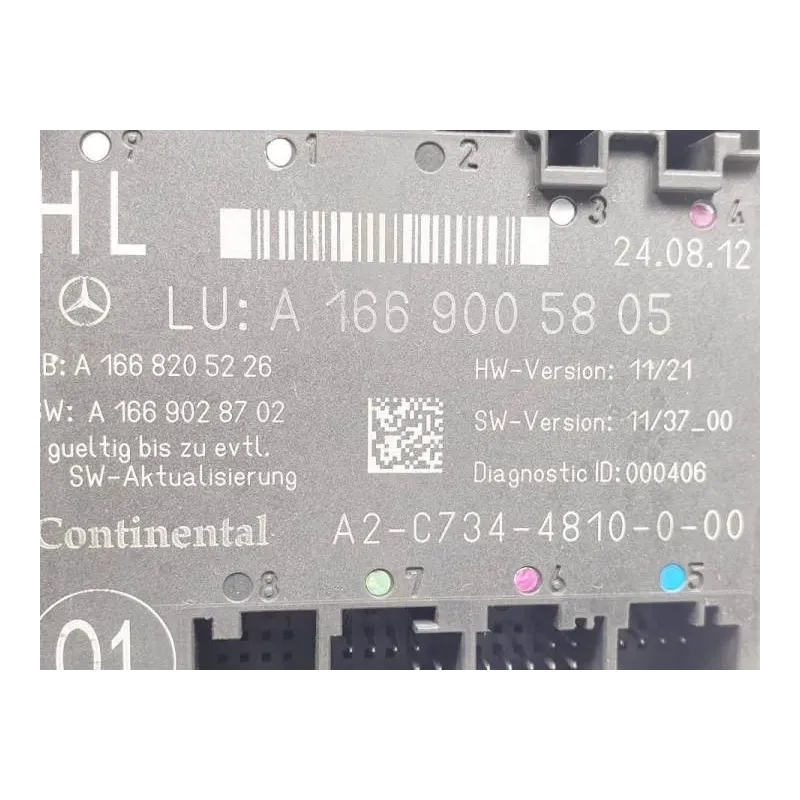 9 1 2 3 4
HL
24.08.12
LU: A 166 900 58 05
B: A 166 820 52 26
HW-Version: 11/21
W: A 166 902 87 02
SW-Version: 11/37_00
gueltig bis zu evtl.
SW-Aktualisierung
Diagnostic ID: 000406
Continental
A2-C734-4810-0-00
8 7 6 5
01